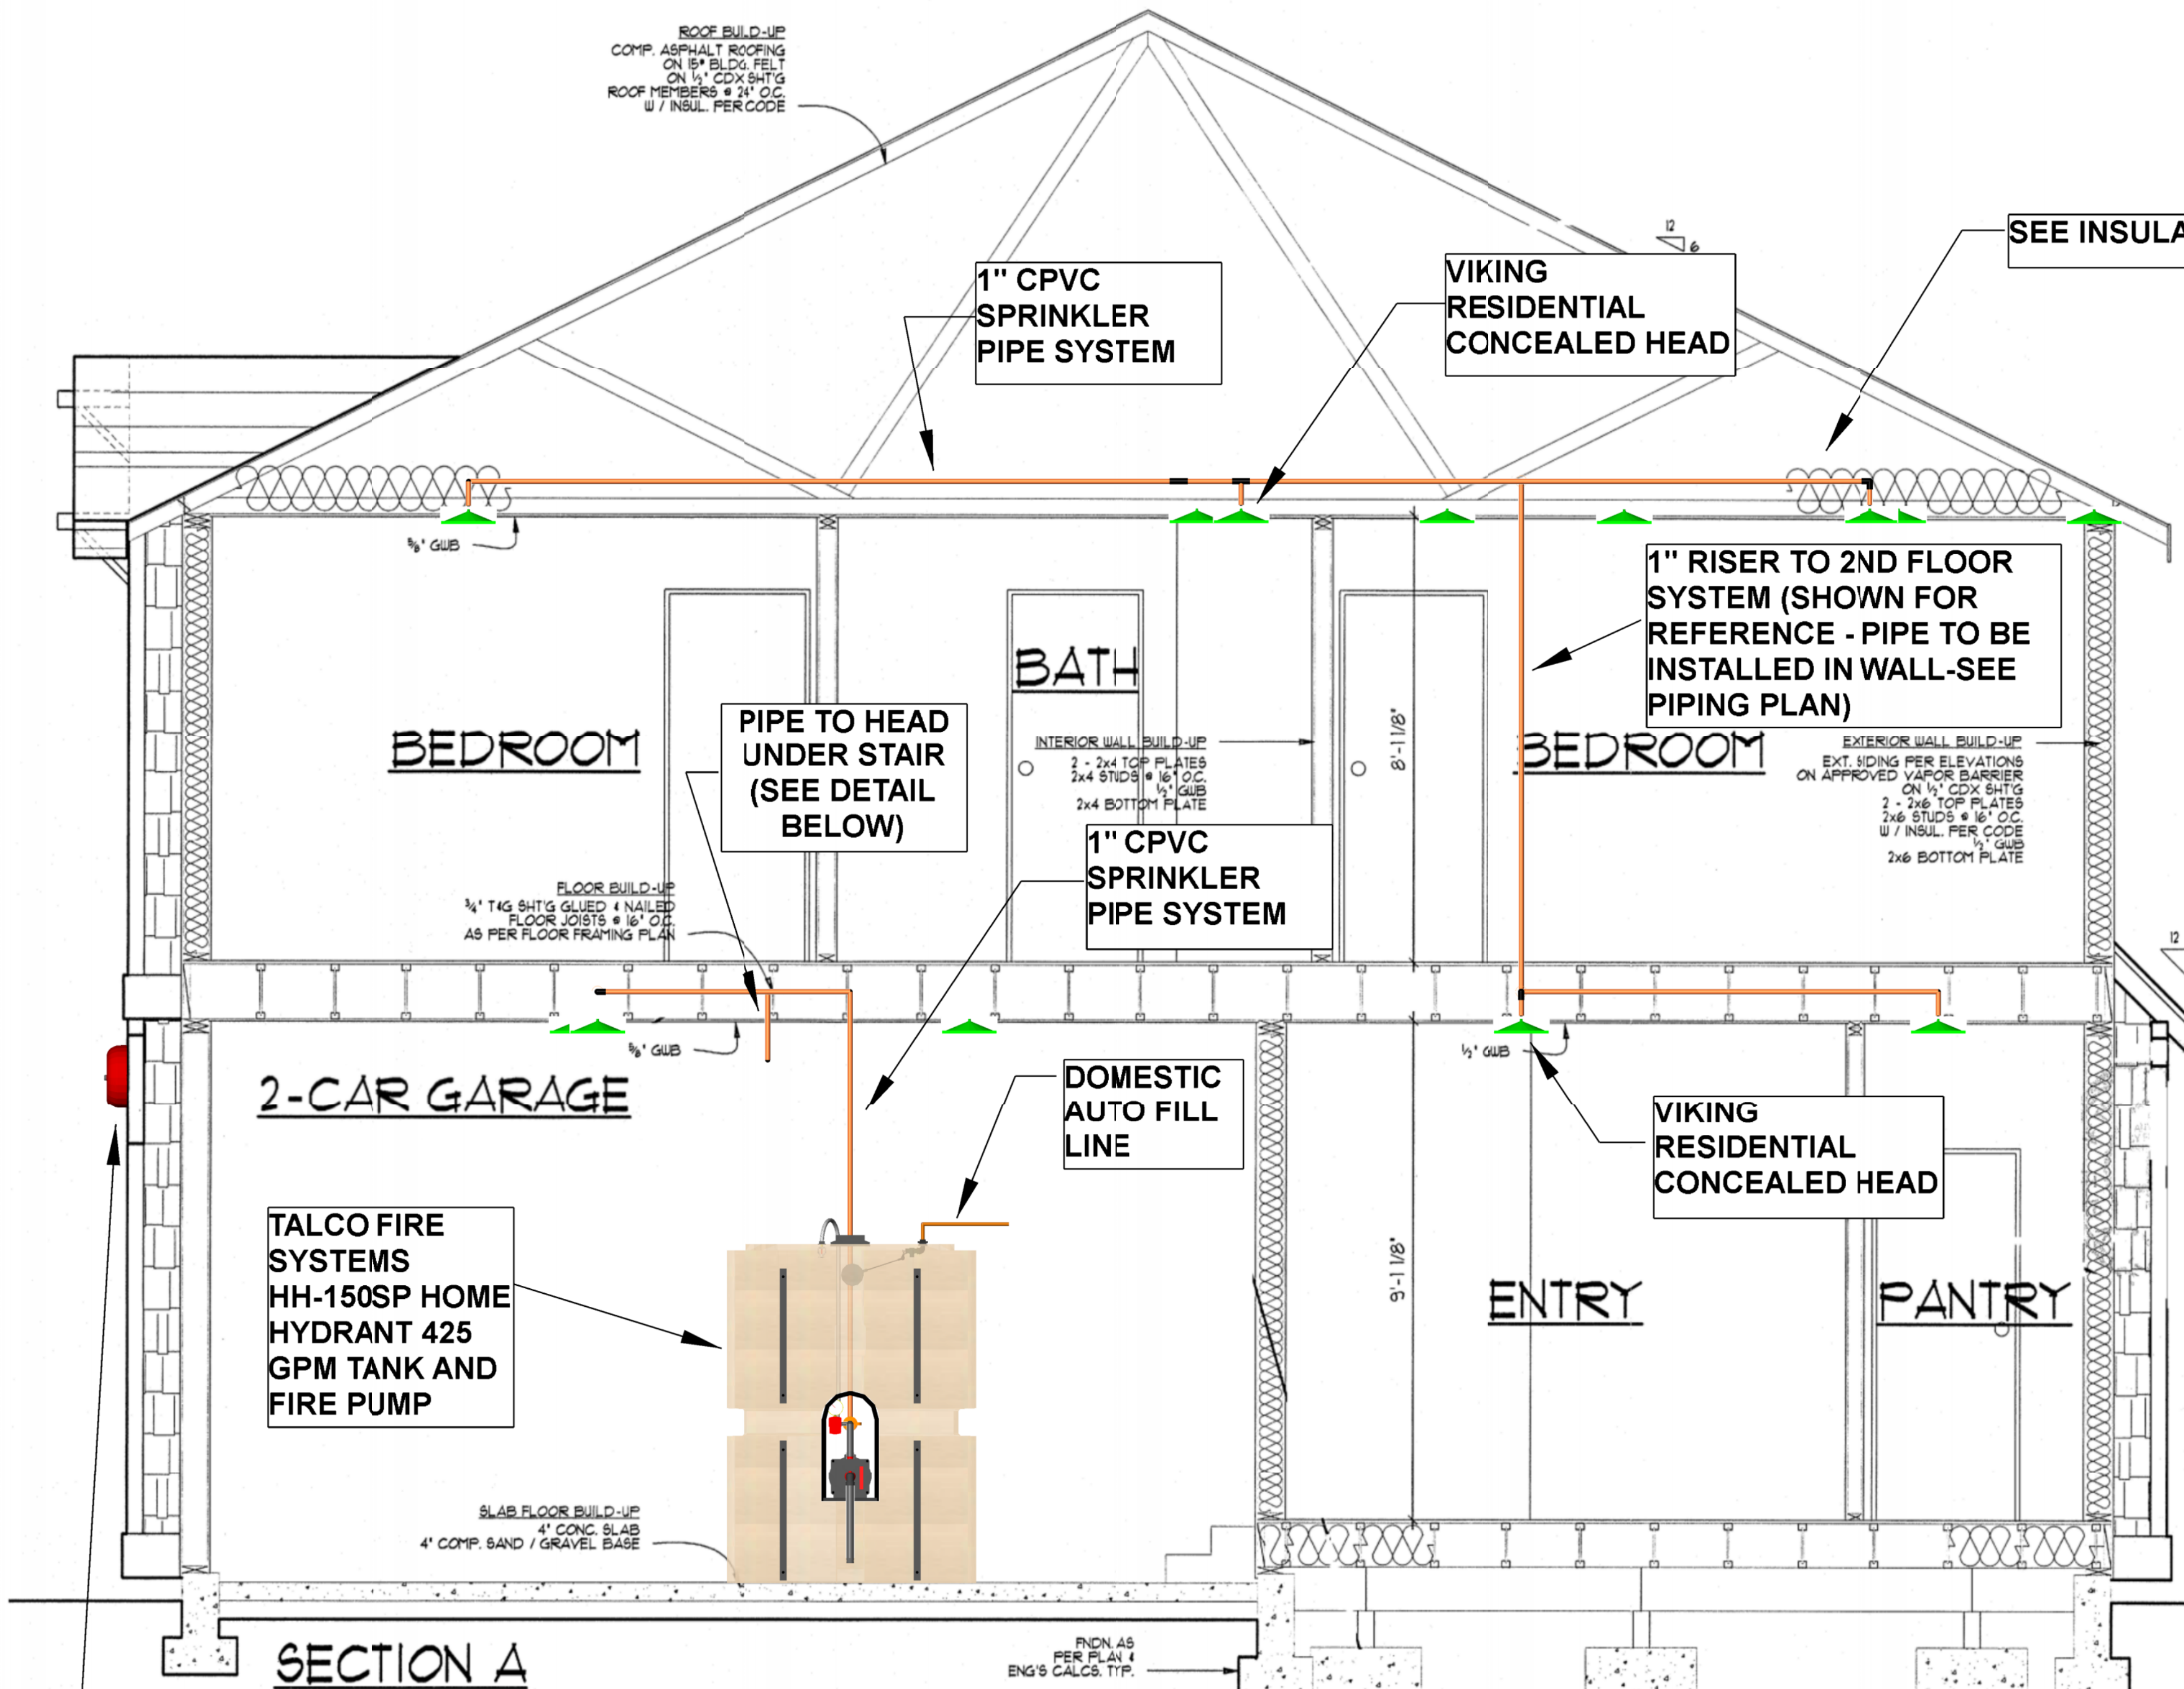 ROOF BUILD-UP
COMP. ASPHALT ROOFING
ON 15# BLDG. FELT
ON ½" CDX SHT'G
ROOF MEMBERS @ 24" O.C.
W / INSUL. PER CODE
12
6
SEE INSULA
1" CPVC
SPRINKLER
PIPE SYSTEM
VIKING
RESIDENTIAL
CONCEALED HEAD
⅝" GWB
1" RISER TO 2ND FLOOR
SYSTEM (SHOWN FOR
REFERENCE - PIPE TO BE
INSTALLED IN WALL-SEE
PIPING PLAN)
BEDROOM
BATH
BEDROOM
PIPE TO HEAD
UNDER STAIR
(SEE DETAIL
BELOW)
INTERIOR WALL BUILD-UP
2 - 2x4 TOP PLATES
2x4 STUDS @ 16" O.C.
½" GWB
2x4 BOTTOM PLATE
8'-1 1/8"
EXTERIOR WALL BUILD-UP
EXT. SIDING PER ELEVATIONS
ON APPROVED VAPOR BARRIER
ON ½" CDX SHT'G
2 - 2x6 TOP PLATES
2x6 STUDS @ 16" O.C.
W / INSUL. PER CODE
½" GWB
2x6 BOTTOM PLATE
1" CPVC
SPRINKLER
PIPE SYSTEM
FLOOR BUILD-UP
¾" T&G SHT'G GLUED & NAILED
FLOOR JOISTS @ 16" O.C.
AS PER FLOOR FRAMING PLAN
12
⅝" GWB
½" GWB
2-CAR GARAGE
DOMESTIC
AUTO FILL
LINE
VIKING
RESIDENTIAL
CONCEALED HEAD
TALCO FIRE
SYSTEMS
HH-150SP HOME
HYDRANT 425
GPM TANK AND
FIRE PUMP
9'-1 1/8"
ENTRY
PANTRY
SLAB FLOOR BUILD-UP
4" CONC. SLAB
4" COMP. SAND / GRAVEL BASE
SECTION A
FNDN. AS
PER PLAN &
ENG'S CALCS. TYP.